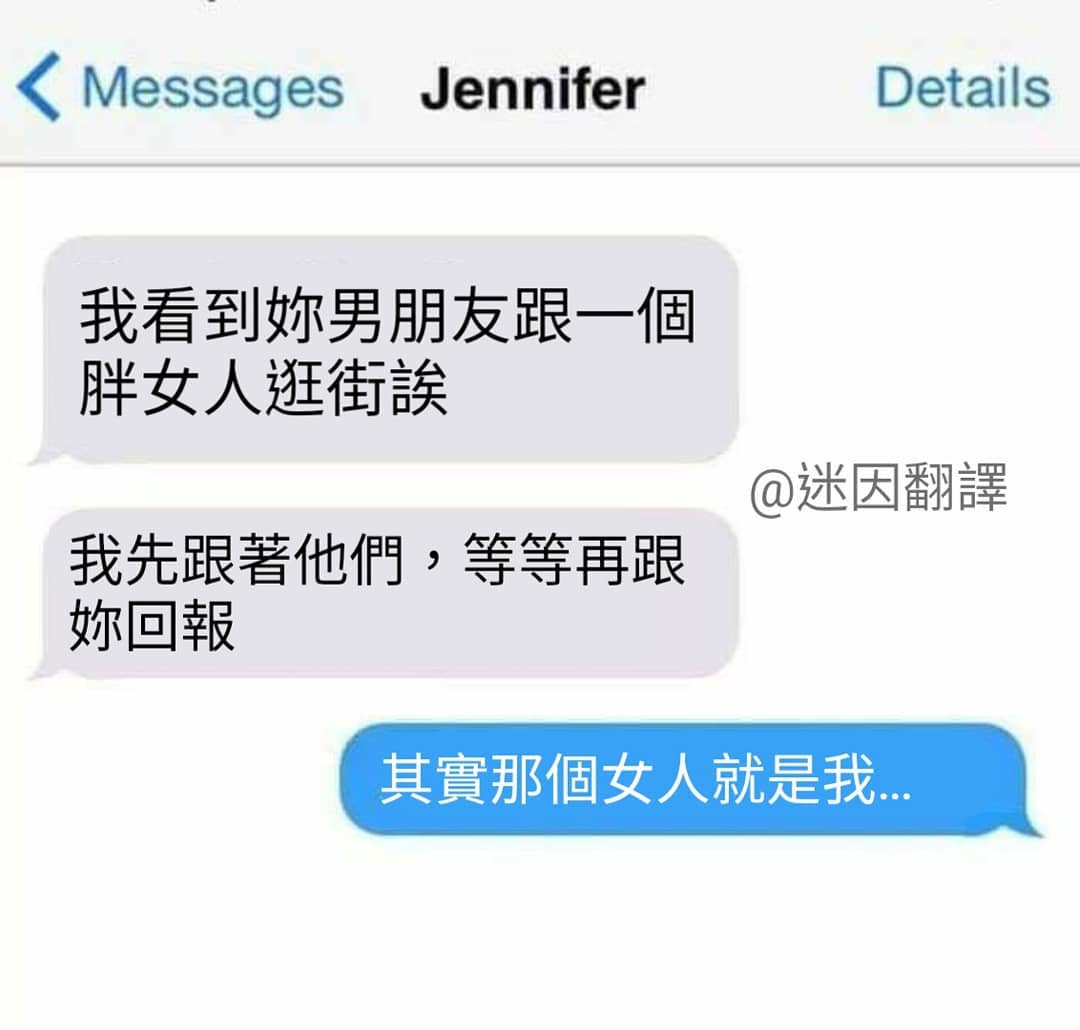 Messages Jennifer Details
我看到妳男朋友跟一個
胖女人逛街誒
@迷因翻譯
我先跟著他們，等等再跟
妳回報
其實那個女人就是我...